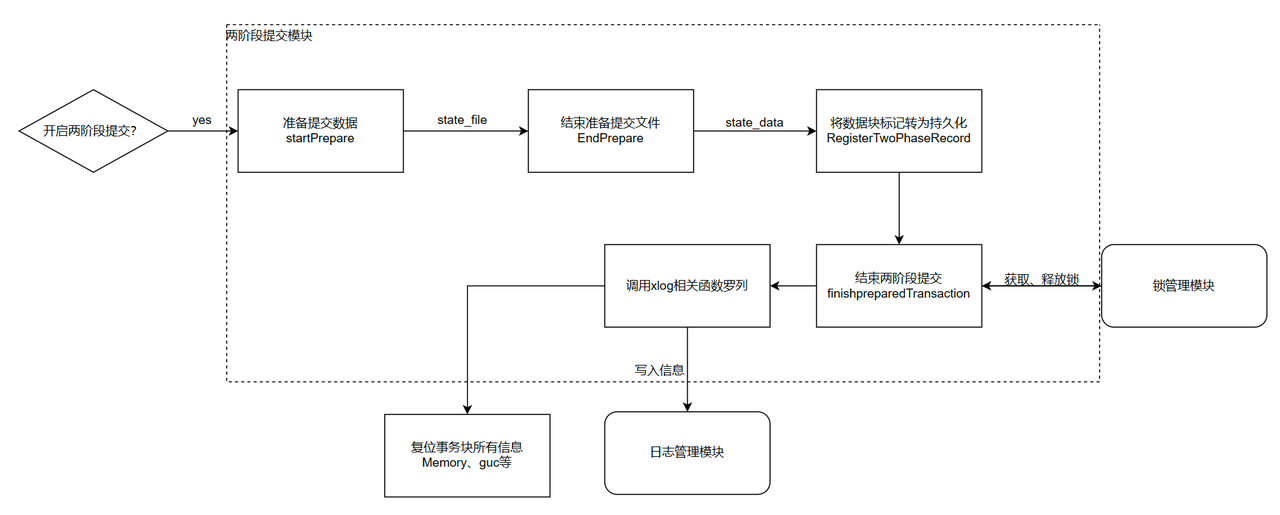 两阶段提交模块
开启两阶段提交?
yes
准备提交数据
startPrepare
state_file
结束准备提交文件
EndPrepare
state_data
将数据块标记转为持久化
RegisterTwoPhaseRecord
调用xlog相关函数罗列
结束两阶段提交
finishpreparedTransaction
获取、释放锁
锁管理模块
写入信息
复位事务块所有信息
Memory、guc等
日志管理模块